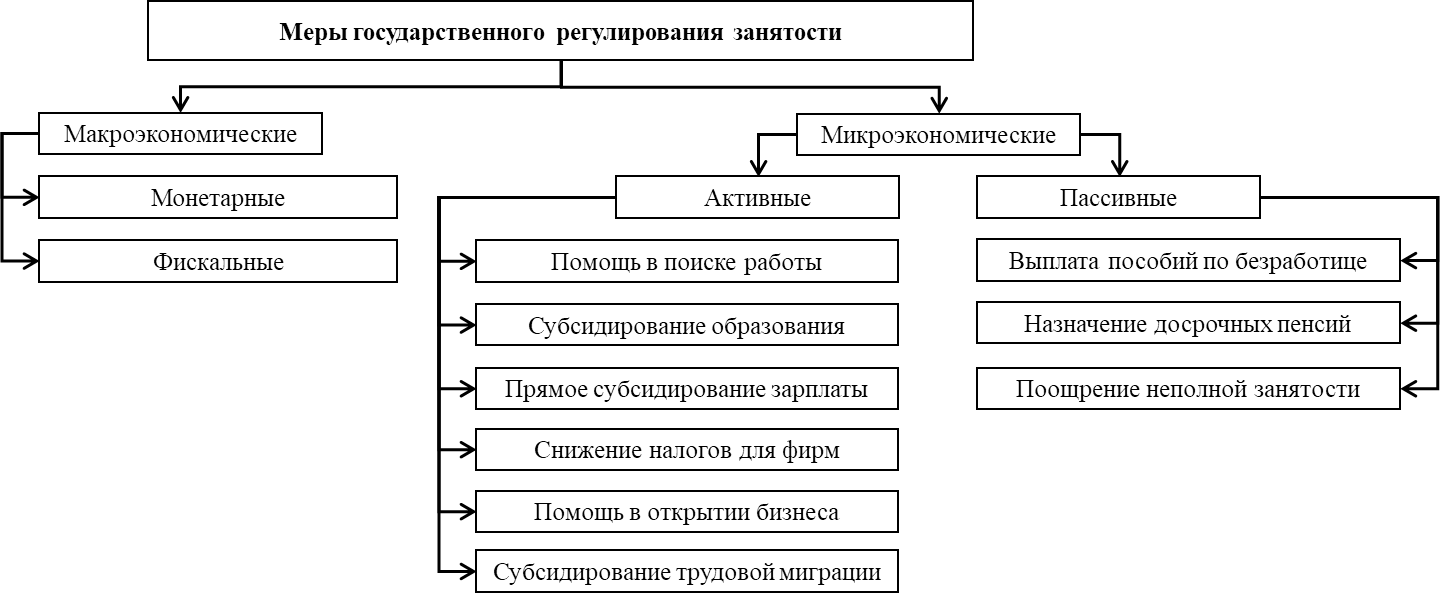 Меры государственного регулирования занятости
Макроэкономические
Монетарные
Фискальные
Микроэкономические
Активные
Помощь в поиске работы
Субсидирование образования
Прямое субсидирование зарплаты
Снижение налогов для фирм
Помощь в открытии бизнеса
Субсидирование трудовой миграции
Пассивные
Выплата пособий по безработице
Назначение досрочных пенсий
Поощрение неполной занятости